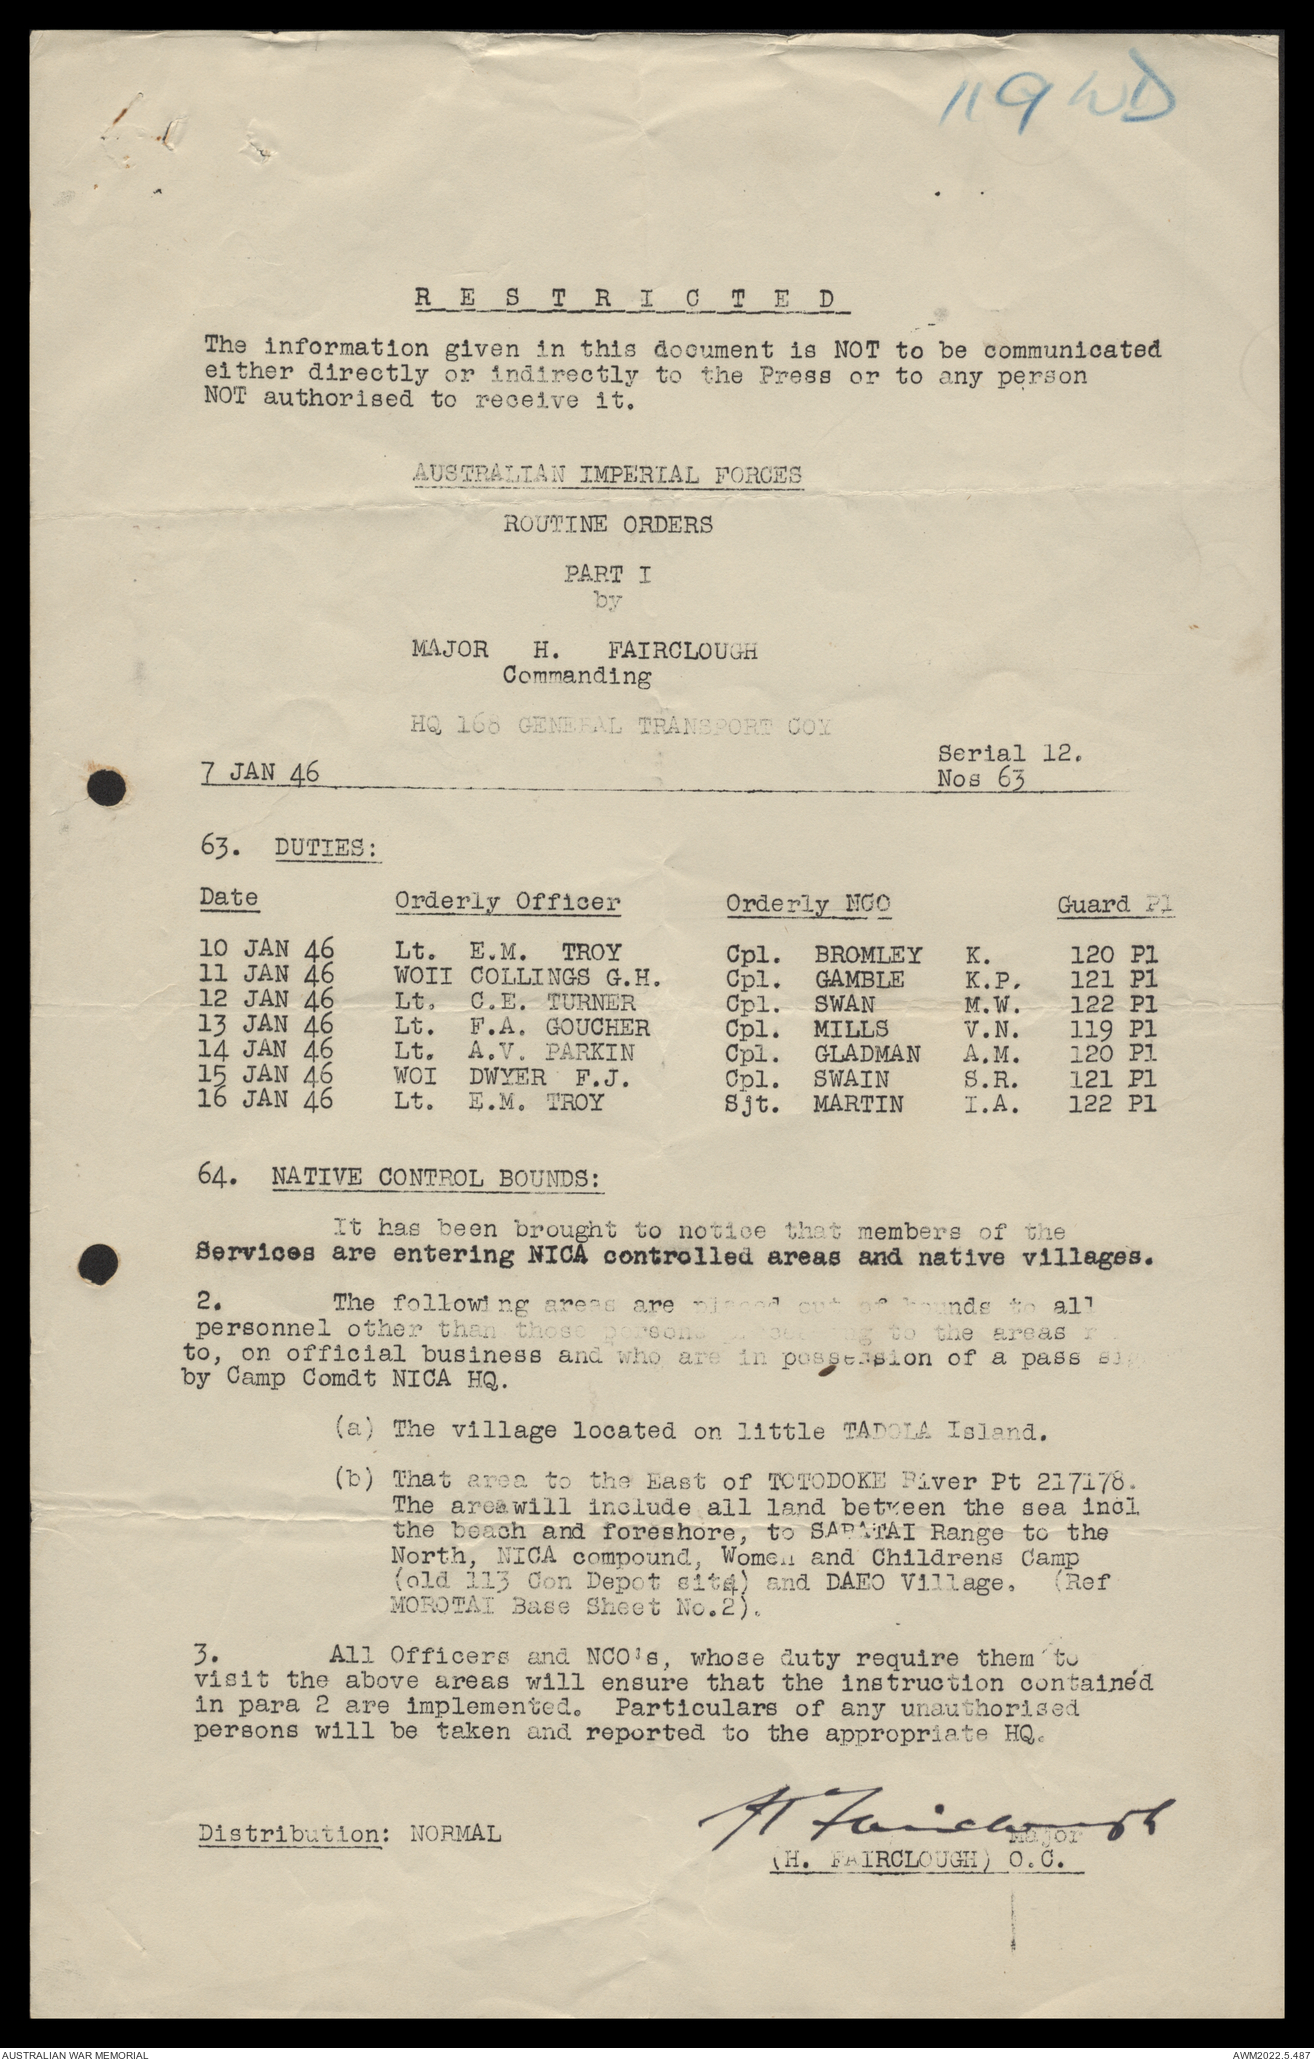 119 WD
R E S T R I C T E D
The information given in this document is NOT to be communicated
either directly or indirectly to the Press or to any person
NOT authorised to receive it.
AUSTRALIAN IMPERIAL FORCES
ROUTINE ORDERS
PART I
by
MAJOR H. FAIRCLOUGH
Commanding
HQ 168 GENERAL TRANSPORT COY
Serial 12.
7 JAN 46 Nos 63
63. DUTIES:
Date Orderly Officer Orderly NCO Guard Pl
10 JAN 46 Lt. E.M. TROY Cpl. BROMLEY K. 120 Pl
11 JAN 46 WOII COLLINGS G.H. Cpl. GAMBLE K.P. 121 Pl
12 JAN 46 Lt. C.E. TURNER Cpl. SWAN M.W. 122 Pl
13 JAN 46 Lt. F.A. GOUCHER Cpl. MILLS V.N. 119 Pl
14 JAN 46 Lt. A.V. PARKIN Cpl. GLADMAN A.M. 120 Pl
15 JAN 46 WOI DWYER F.J. Cpl. SWAIN S.R. 121 Pl
16 JAN 46 Lt. E.M. TROY Sjt. MARTIN I.A. 122 Pl
64. NATIVE CONTROL BOUNDS:
It has been brought to notice that members of the
Services are entering NICA controlled areas and native villages.
2. The following areas are placed out of bounds to all
personnel other than those persons proceeding to the areas
to, on official business and who are in possession of a pass
by Camp Comdt NICA HQ.
(a) The village located on little TADOLA Island.
(b) That area to the East of TOTODOKE River Pt 217178.
The area will include all land between the sea incl
the beach and foreshore, to SABATAI Range to the
North, NICA compound, Women and Childrens Camp
(old 113 Con Depot site) and DAEO Village. (Ref
MOROTAI Base Sheet No.2).
3. All Officers and NCO's, whose duty require them to
visit the above areas will ensure that the instruction contained
in para 2 are implemented. Particulars of any unauthorised
persons will be taken and reported to the appropriate HQ.
H Fairclough
Distribution: NORMAL Major
(H. FAIRCLOUGH) O.C.
AUSTRALIAN WAR MEMORIAL AWM2022.5.487